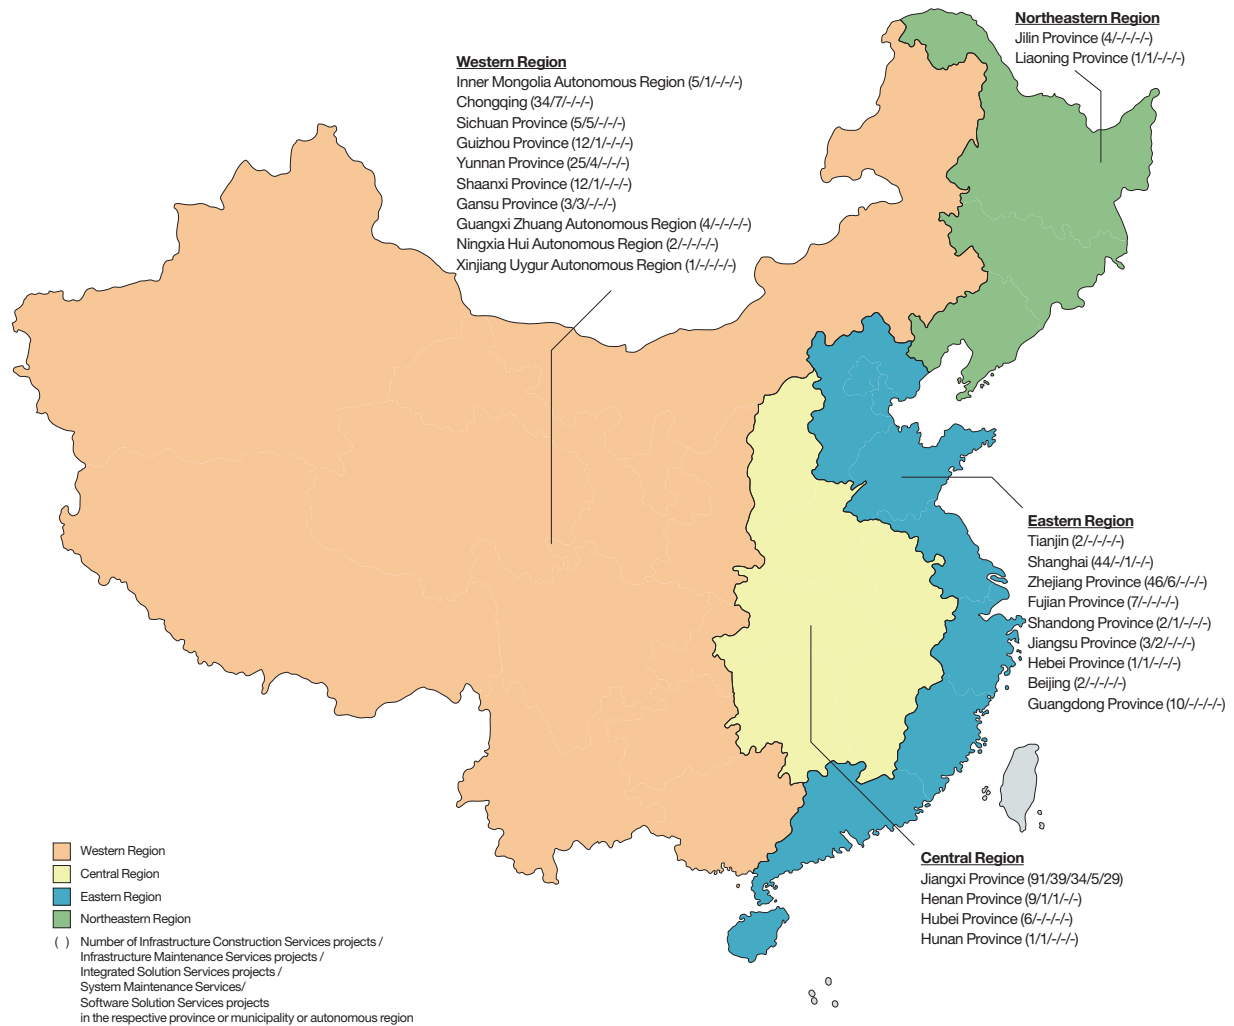 Northeastern Region
Jilin Province (4/-/-/-/-)
Liaoning Province (1/1/-/-/-)
Western Region
Inner Mongolia Autonomous Region (5/1/-/-/-)
Chongqing (34/7/-/-/-)
Sichuan Province (5/5/-/-/-)
Guizhou Province (12/1/-/-/-)
Yunnan Province (25/4/-/-/-)
Shaanxi Province (12/1/-/-/-)
Gansu Province (3/3/-/-/-)
Guangxi Zhuang Autonomous Region (4/-/-/-/-)
Ningxia Hui Autonomous Region (2/-/-/-/-)
Xinjiang Uygur Autonomous Region (1/-/-/-/-)
Eastern Region
Tianjin (2/-/-/-/-)
Shanghai (44/-/1/-/-)
Zhejiang Province (46/6/-/-/-)
Fujian Province (7/-/-/-/-)
Shandong Province (2/1/-/-/-)
Jiangsu Province (3/2/-/-/-)
Hebei Province (1/1/-/-/-)
Beijing (2/-/-/-/-)
Guangdong Province (10/-/-/-/-)
Central Region
Jiangxi Province (91/39/34/5/29)
Henan Province (9/1/1/-/-)
Hubei Province (6/-/-/-/-)
Hunan Province (1/1/-/-/-)
Western Region
Central Region
Eastern Region
Northeastern Region
( ) Number of Infrastructure Construction Services projects /
Infrastructure Maintenance Services projects /
Integrated Solution Services projects /
System Maintenance Services/
Software Solution Services projects
in the respective province or municipality or autonomous region